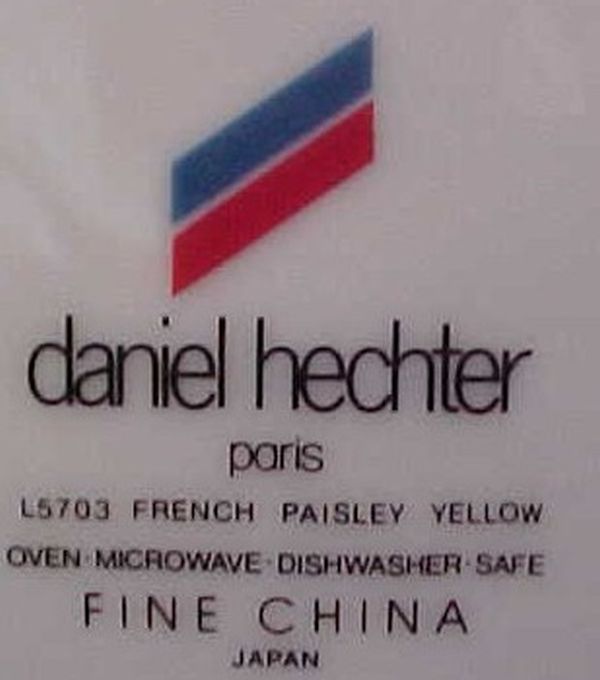 daniel hechter
paris
L5703 FRENCH PAISLEY YELLOW
OVEN·MICROWAVE·DISHWASHER·SAFE
FINE CHINA
JAPAN